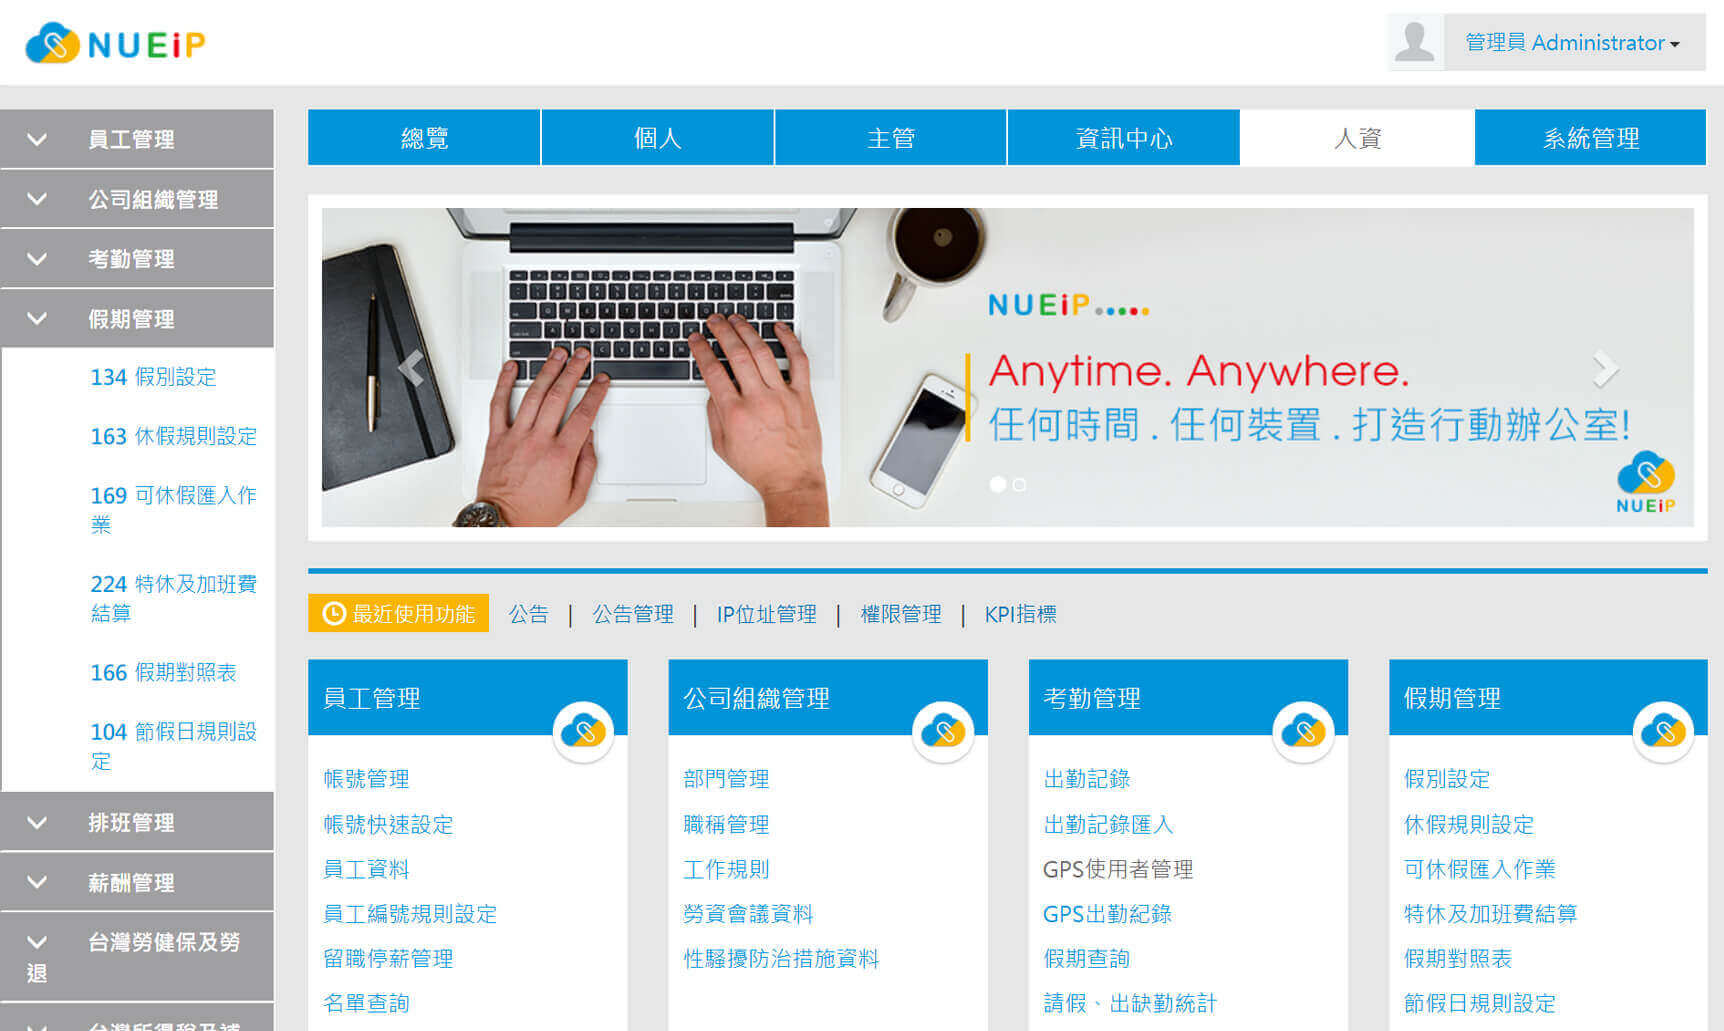 NUEiP
管理員 Administrator
總覽
個人
主管
資訊中心
人資
系統管理
員工管理
公司組織管理
考勤管理
假期管理
134 假別設定
163 休假規則設定
169 可休假匯入作
業
224 特休及加班費
結算
166 假期對照表
104 節假日規則設
定
排班管理
薪酬管理
台灣勞健保及勞
退
NUEiP
Anytime. Anywhere.
任何時間 . 任何裝置 . 打造行動辦公室!
NUEiP
最近使用功能
公告 | 公告管理 | IP位址管理 | 權限管理 | KPI指標
員工管理
帳號管理
帳號快速設定
員工資料
員工編號規則設定
留職停薪管理
名單查詢
公司組織管理
部門管理
職稱管理
工作規則
勞資會議資料
性騷擾防治措施資料
考勤管理
出勤記錄
出勤記錄匯入
GPS使用者管理
GPS出勤紀錄
假期查詢
請假、出缺勤統計
假期管理
假別設定
休假規則設定
可休假匯入作業
特休及加班費結算
假期對照表
節假日規則設定